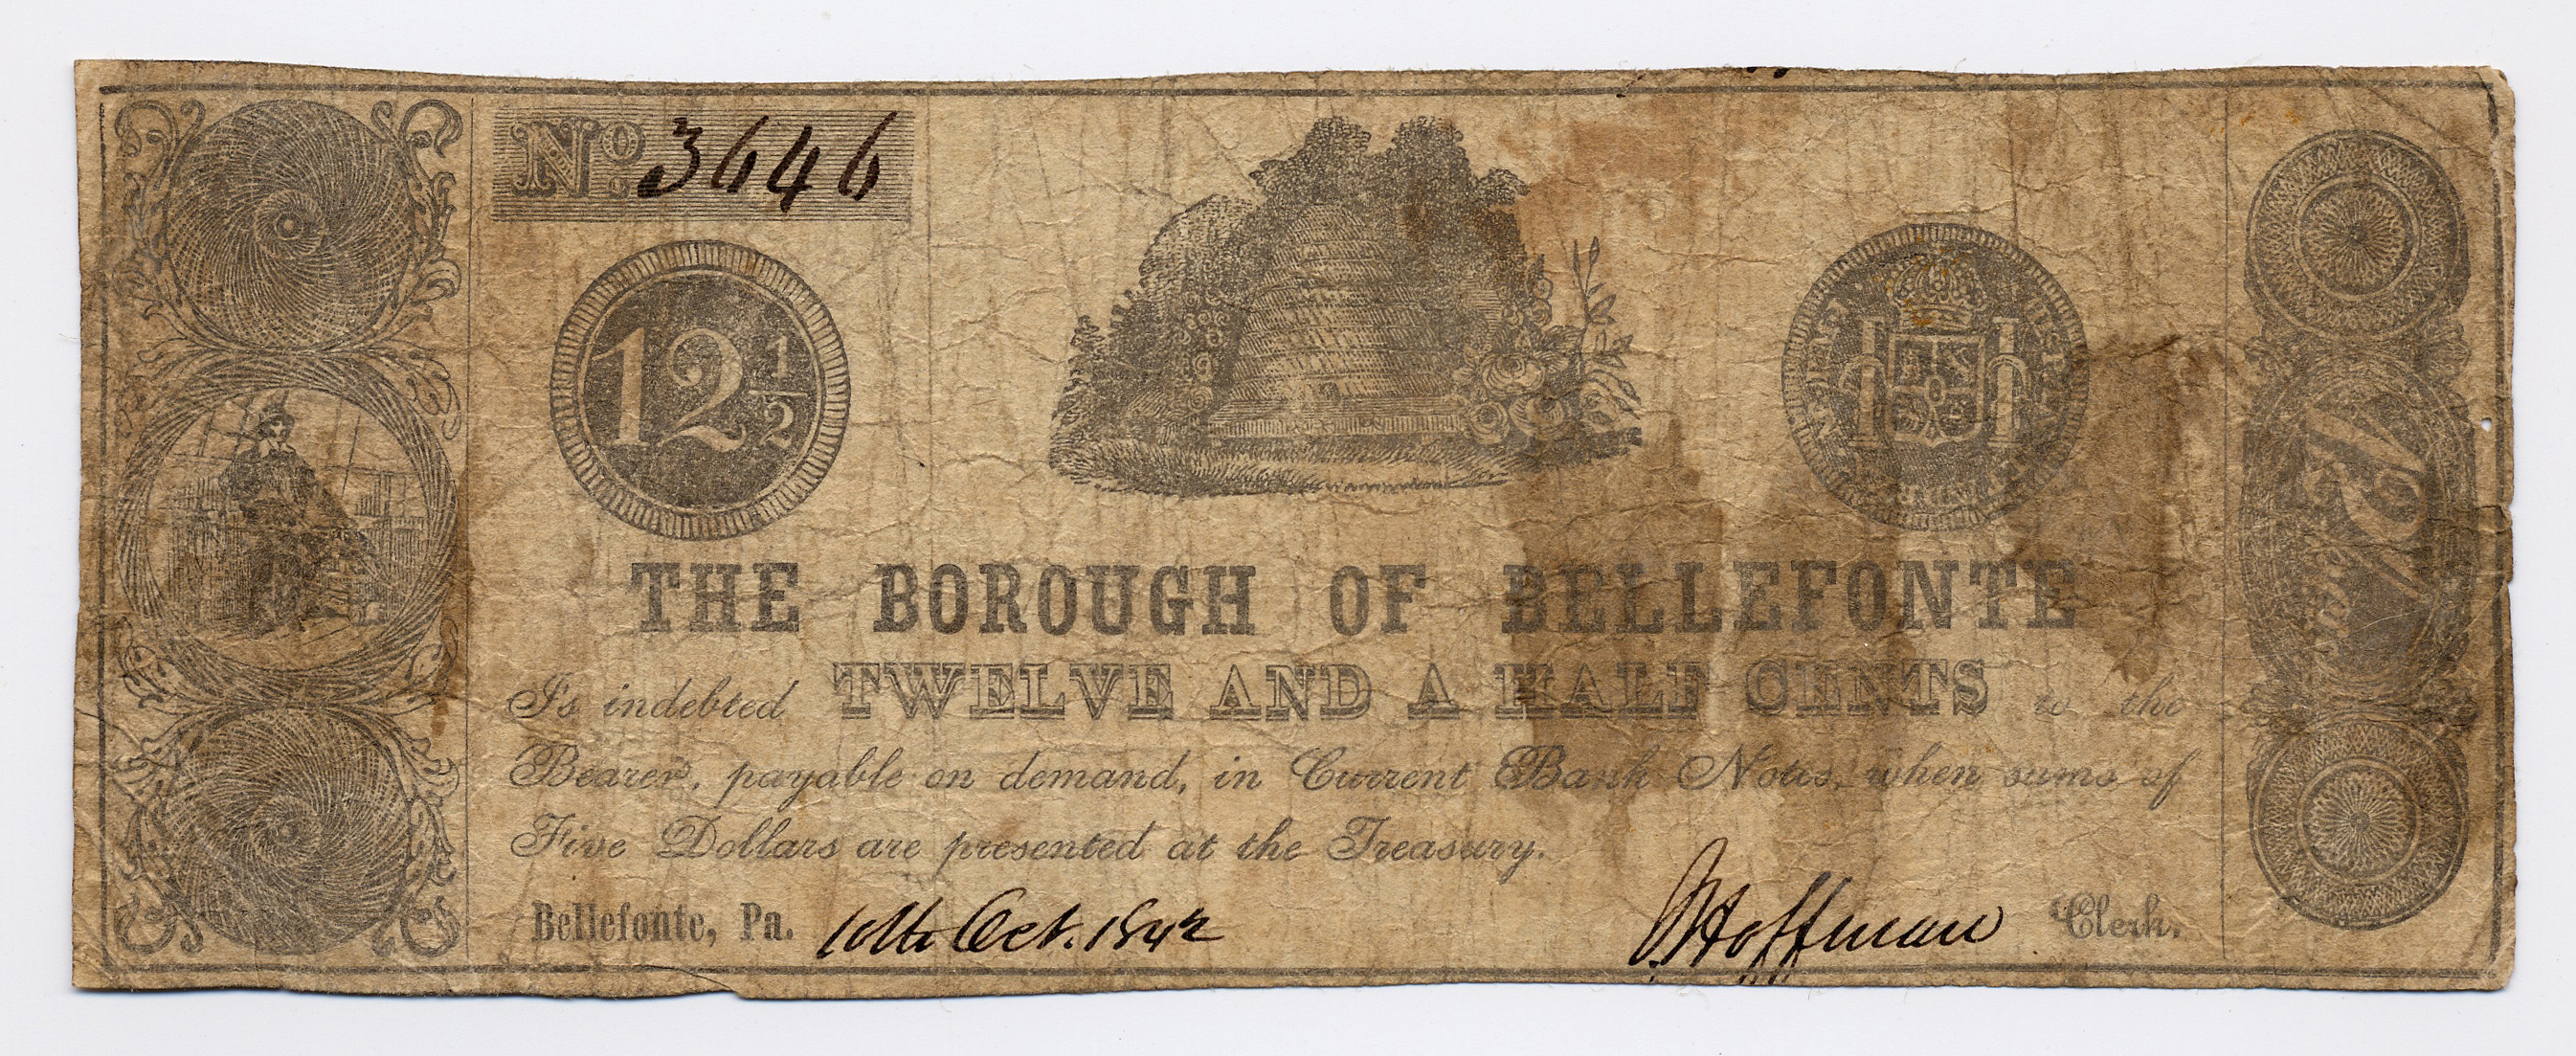 No. 3646
12 1/2
THE BOROUGH OF BELLEFONTE
Is indebted TWELVE AND A HALF CENTS to the
Bearer, payable on demand, in Current Bank Notes, when sums of
Five Dollars are presented at the Treasury.
Bellefonte, Pa. 10th Oct. 1842 Hoffman Clerk.
12½